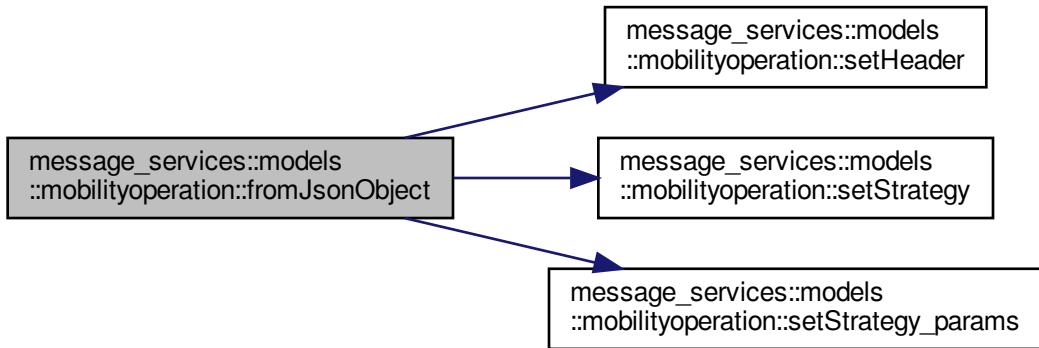 message_services::models
::mobilityoperation::setHeader
message_services::models
::mobilityoperation::fromJsonObject
message_services::models
::mobilityoperation::setStrategy
message_services::models
::mobilityoperation::setStrategy_params